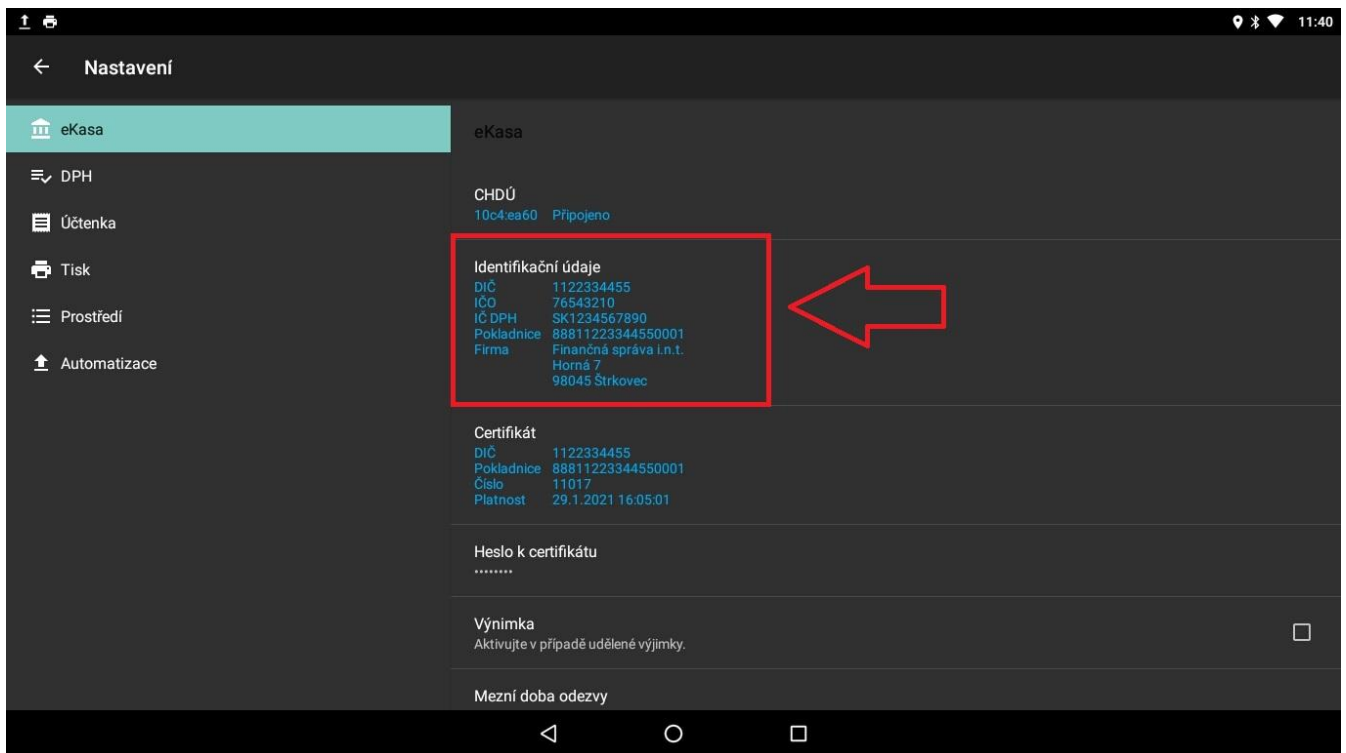 11:40
Nastavení
eKasa
DPH
Účtenka
Tisk
Prostředí
Automatizace
eKasa
CHDÚ
10c4:ea60 Připojeno
Identifikační údaje
DIČ 1122334455
IČO 76543210
IČ DPH SK1234567890
Pokladnice 88811223344550001
Firma Finančná správa i.n.t.
Horná 7
98045 Štrkovec
Certifikát
DIČ 1122334455
Pokladnice 88811223344550001
Číslo 11017
Platnost 29.1.2021 16:05:01
Heslo k certifikátu
••••••••
Výnimka
Aktivujte v případě udělené výjimky.
Mezní doba odezvy